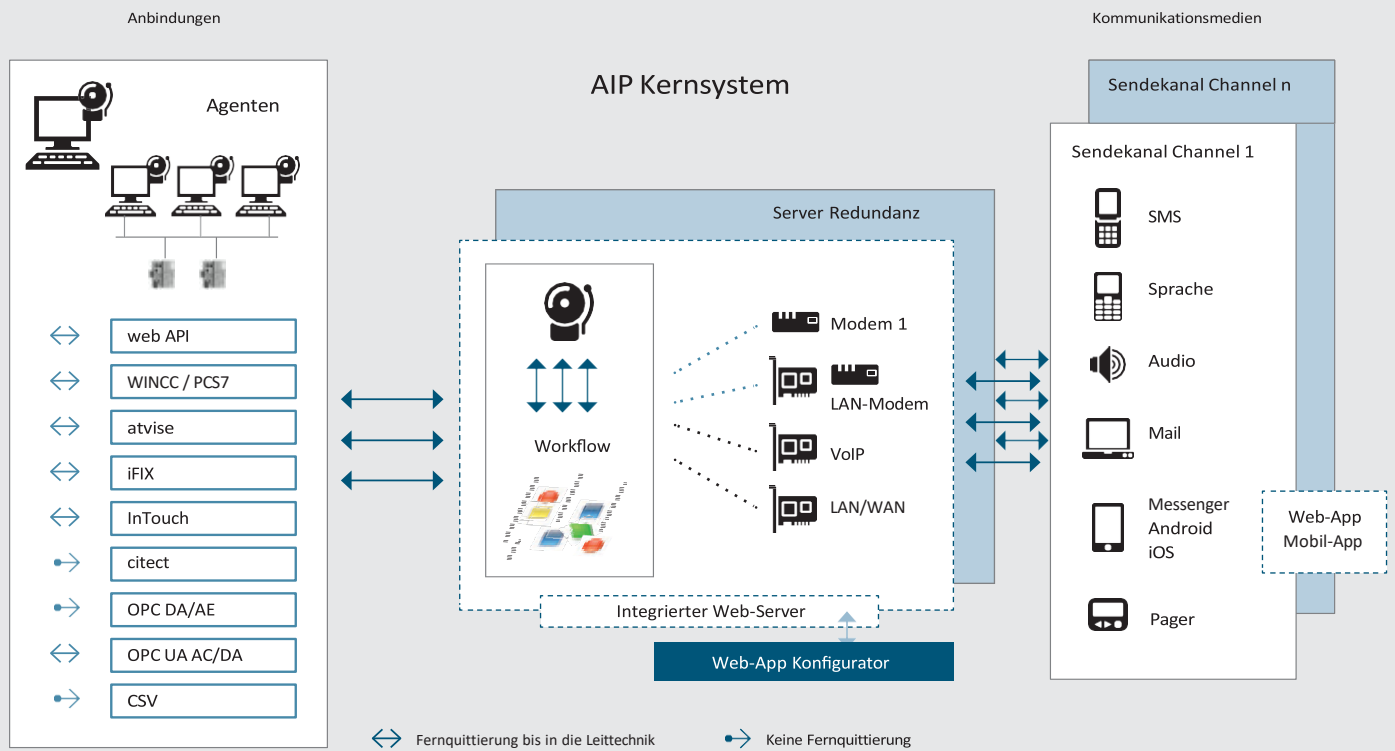 Anbindungen
Kommunikationsmedien
AIP Kernsystem
Agenten
web API
WINCC / PCS7
atvise
iFIX
InTouch
citect
OPC DA/AE
OPC UA AC/DA
CSV
Server Redundanz
Workflow
Modem 1
LAN-Modem
VoIP
LAN/WAN
Integrierter Web-Server
Web-App Konfigurator
Sendekanal Channel n
Sendekanal Channel 1
SMS
Sprache
Audio
Mail
Messenger
Android
iOS
Pager
Web-App
Mobil-App
Fernquittierung bis in die Leittechnik
Keine Fernquittierung